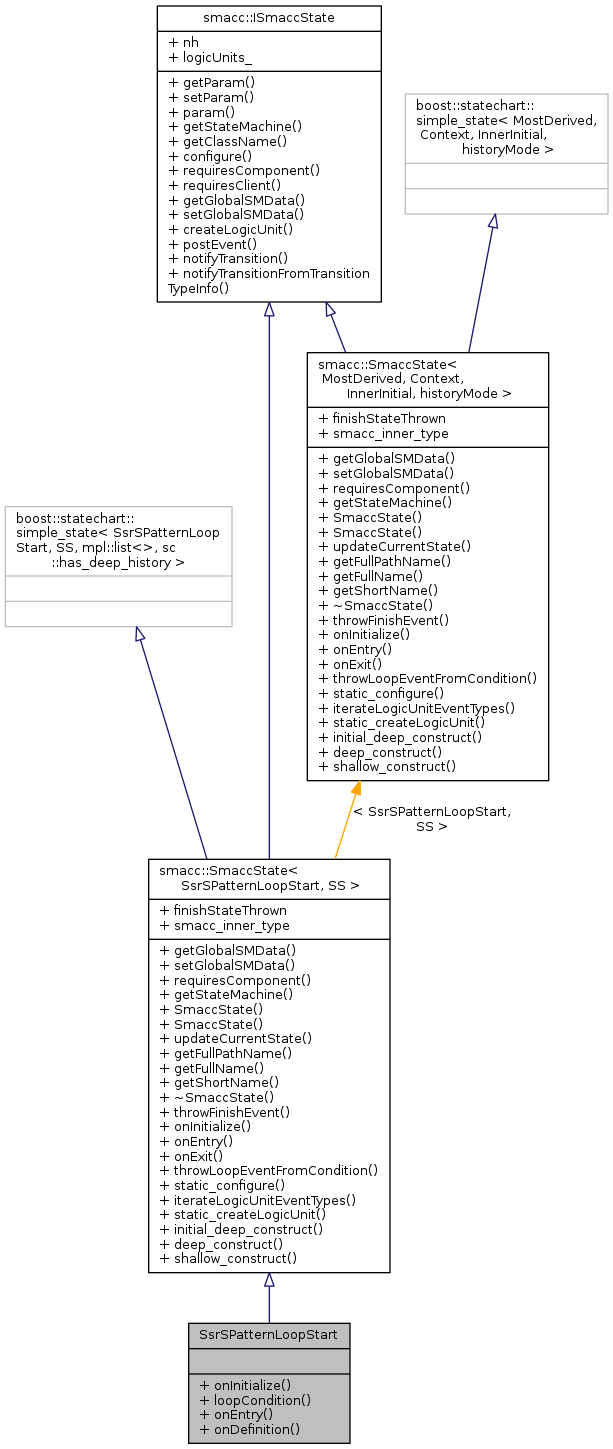 smacc::ISmaccState
+ nh
+ logicUnits_
+ getParam()
+ setParam()
+ param()
+ getStateMachine()
+ getClassName()
+ configure()
+ requiresComponent()
+ requiresClient()
+ getGlobalSMData()
+ setGlobalSMData()
+ createLogicUnit()
+ postEvent()
+ notifyTransition()
+ notifyTransitionFromTransition
TypeInfo()
boost::statechart::
simple_state< MostDerived,
Context, InnerInitial,
historyMode >
smacc::SmaccState<
MostDerived, Context,
InnerInitial, historyMode >
+ finishStateThrown
+ smacc_inner_type
+ getGlobalSMData()
+ setGlobalSMData()
+ requiresComponent()
+ getStateMachine()
+ SmaccState()
+ SmaccState()
+ updateCurrentState()
+ getFullPathName()
+ getFullName()
+ getShortName()
+ ~SmaccState()
+ throwFinishEvent()
+ onInitialize()
+ onEntry()
+ onExit()
+ throwLoopEventFromCondition()
+ static_configure()
+ iterateLogicUnitEventTypes()
+ static_createLogicUnit()
+ initial_deep_construct()
+ deep_construct()
+ shallow_construct()
boost::statechart::
simple_state< SsrSPatternLoop
Start, SS, mpl::list<>, sc
::has_deep_history >
< SsrSPatternLoopStart,
SS >
smacc::SmaccState<
SsrSPatternLoopStart, SS >
+ finishStateThrown
+ smacc_inner_type
+ getGlobalSMData()
+ setGlobalSMData()
+ requiresComponent()
+ getStateMachine()
+ SmaccState()
+ SmaccState()
+ updateCurrentState()
+ getFullPathName()
+ getFullName()
+ getShortName()
+ ~SmaccState()
+ throwFinishEvent()
+ onInitialize()
+ onEntry()
+ onExit()
+ throwLoopEventFromCondition()
+ static_configure()
+ iterateLogicUnitEventTypes()
+ static_createLogicUnit()
+ initial_deep_construct()
+ deep_construct()
+ shallow_construct()
SsrSPatternLoopStart
+ onInitialize()
+ loopCondition()
+ onEntry()
+ onDefinition()